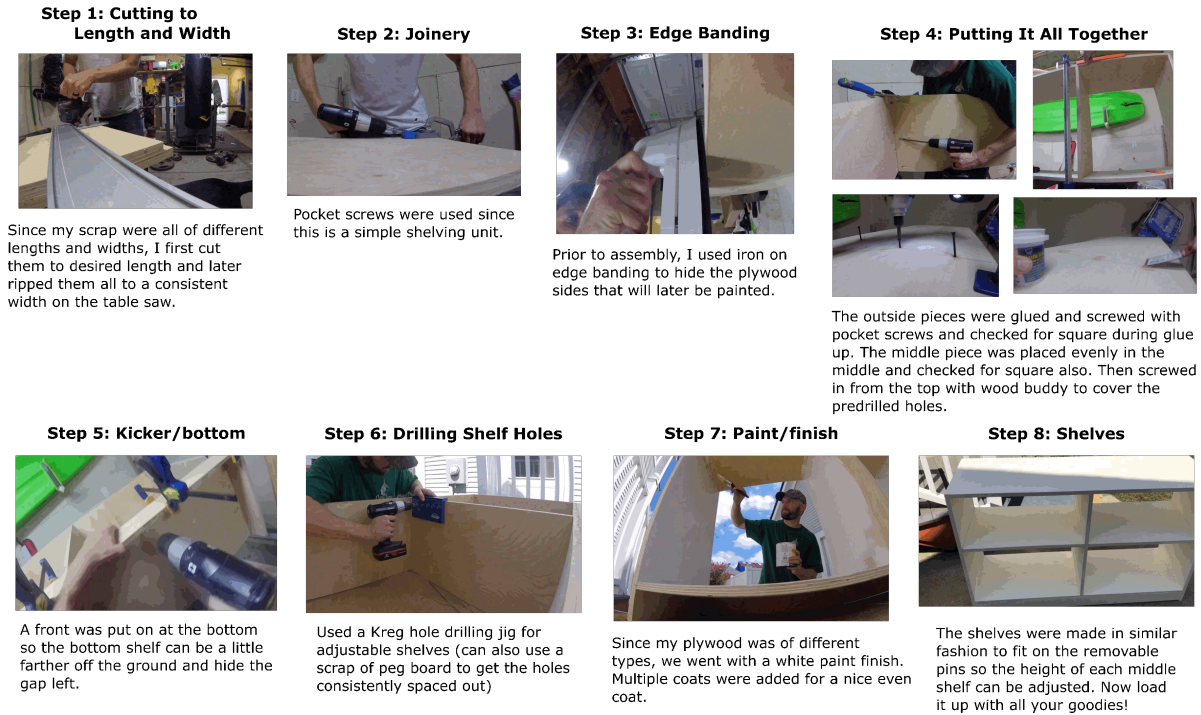 Step 1: Cutting to
Length and Width
Since my scrap were all of different
lengths and widths, I first cut
them to desired length and later
ripped them all to a consistent
width on the table saw.
Step 2: Joinery
Pocket screws were used since
this is a simple shelving unit.
Step 3: Edge Banding
Prior to assembly, I used iron on
edge banding to hide the plywood
sides that will later be painted.
Step 4: Putting It All Together
The outside pieces were glued and screwed with
pocket screws and checked for square during glue
up. The middle piece was placed evenly in the
middle and checked for square also. Then screwed
in from the top with wood buddy to cover the
predrilled holes.
Step 5: Kicker/bottom
A front was put on at the bottom
so the bottom shelf can be a little
farther off the ground and hide the
gap left.
Step 6: Drilling Shelf Holes
Used a Kreg hole drilling jig for
adjustable shelves (can also use a
scrap of peg board to get the holes
consistently spaced out)
Step 7: Paint/finish
Since my plywood was of different
types, we went with a white paint finish.
Multiple coats were added for a nice even
coat.
Step 8: Shelves
The shelves were made in similar
fashion to fit on the removable
pins so the height of each middle
shelf can be adjusted. Now load
it up with all your goodies!